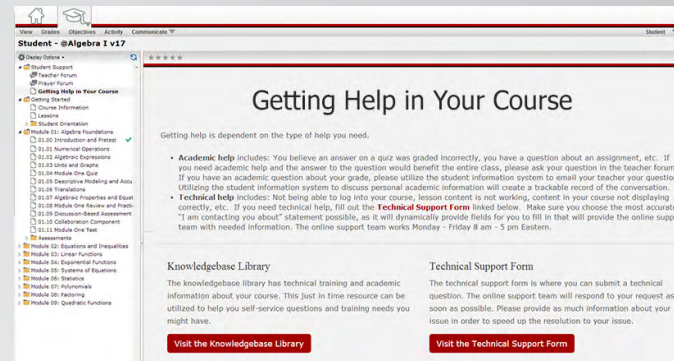 View Grades Objectives Activity Communicate
Student
Student - @Algebra I v17
Display Options
Student Support
Teacher Forum
Prayer Forum
Getting Help in Your Course
Getting Started
Course Information
Lessons
Student Orientation
Module 01: Algebra Foundations
01.00 Introduction and Pretest
01.01 Numerical Operations
01.02 Algebraic Expressions
01.03 Units and Graphs
01.04 Module One Quiz
01.05 Descriptive Modeling and Accu
01.06 Translations
01.07 Algebraic Properties and Equat
01.08 Module One Review and Practi
01.09 Discussion-Based Assessment
01.10 Collaboration Component
01.11 Module One Test
Assessments
Module 02: Equations and Inequalities
Module 03: Linear Functions
Module 04: Exponential Functions
Module 05: Systems of Equations
Module 06: Statistics
Module 07: Polynomials
Module 08: Factoring
Module 09: Quadratic Functions
Getting Help in Your Course
Getting help is dependent on the type of help you need.
• Academic help includes: You believe an answer on a quiz was graded incorrectly, you have a question about an assignment, etc. If
you need academic help and the answer to the question would benefit the entire class, please ask your question in the teacher forum
If you have an academic question about your grade, please utilize the student information system to email your teacher your questio
Utilizing the student information system to discuss personal academic information will create a trackable record of the conversation.
• Technical help includes: Not being able to log into your course, lesson content is not working, content in your course not displaying
correctly, etc. If you need technical help, fill out the Technical Support Form linked below. Make sure you choose the most accurat
"I am contacting you about" statement possible, as it will dynamically provide fields for you to fill in that will provide the online supp
team with needed information. The online support team works Monday - Friday 8 am - 5 pm Eastern.
Knowledgebase Library
The knowledgebase library has technical training and academic
information about your course. This just in time resource can be
utilized to help you self-service questions and training needs you
might have.
Visit the Knowledgebase Library
Technical Support Form
The technical support form is where you can submit a technical
question. The online support team will respond to your request as
soon as possible. Please provide as much information about your
issue in order to speed up the resolution to your issue.
Visit the Technical Support Form